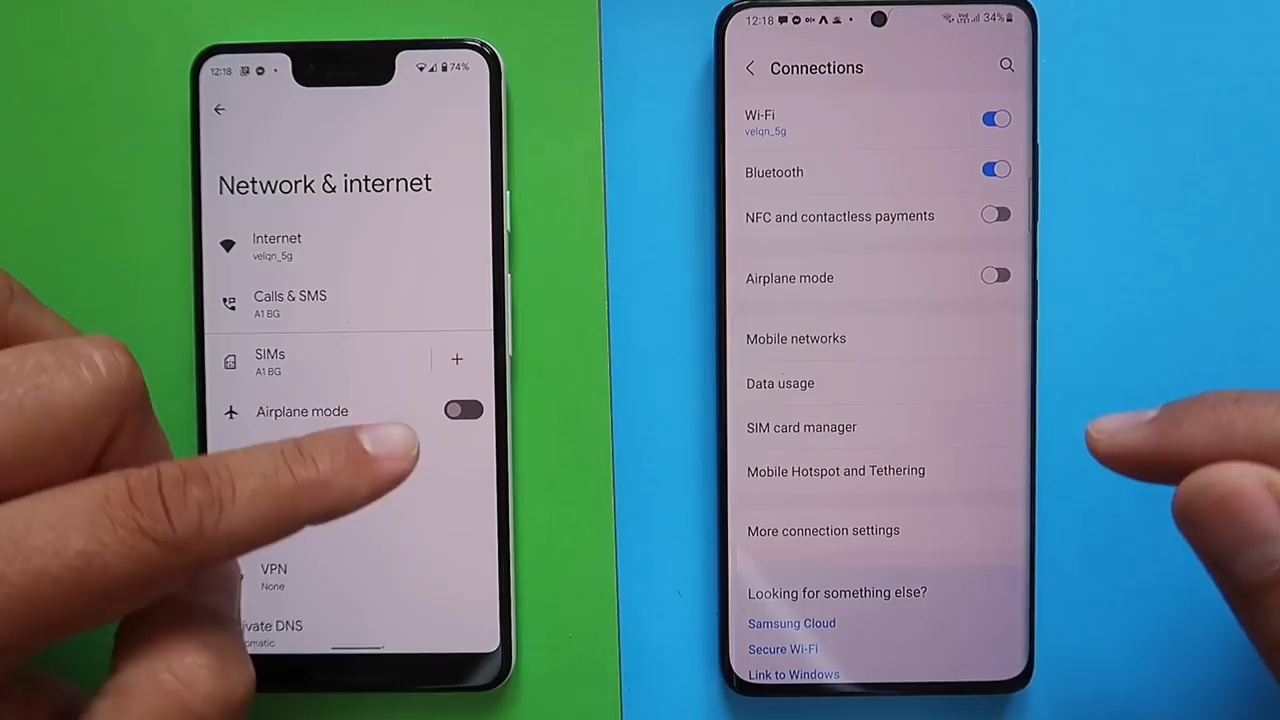 12:18
74%
Network & internet
Internet
velqn_5g
Calls & SMS
A1 BG
SIMs
A1 BG
+
Airplane mode
VPN
None
ivate DNS
omatic
12:18
34%
Connections
Wi-Fi
velqn_5g
Bluetooth
NFC and contactless payments
Airplane mode
Mobile networks
Data usage
SIM card manager
Mobile Hotspot and Tethering
More connection settings
Looking for something else?
Samsung Cloud
Secure Wi-Fi
Link to Windows